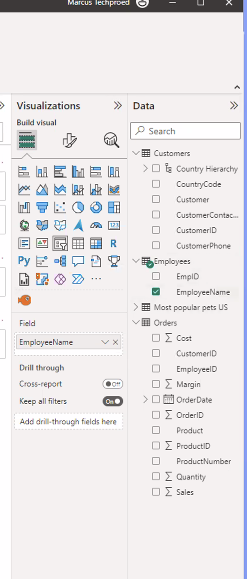 Marcus Techproed
Visualizations
Data
Build visual
Search
Customers
Country Hierarchy
CountryCode
Customer
CustomerContac...
CustomerID
CustomerPhone
Employees
EmpID
EmployeeName
Most popular pets US
Orders
Cost
CustomerID
EmployeeID
Margin
OrderDate
OrderID
Product
ProductID
ProductNumber
Quantity
Sales
R
Py
Field
EmployeeName
Drill through
Cross-report
Off
Keep all filters
On
Add drill-through fields here